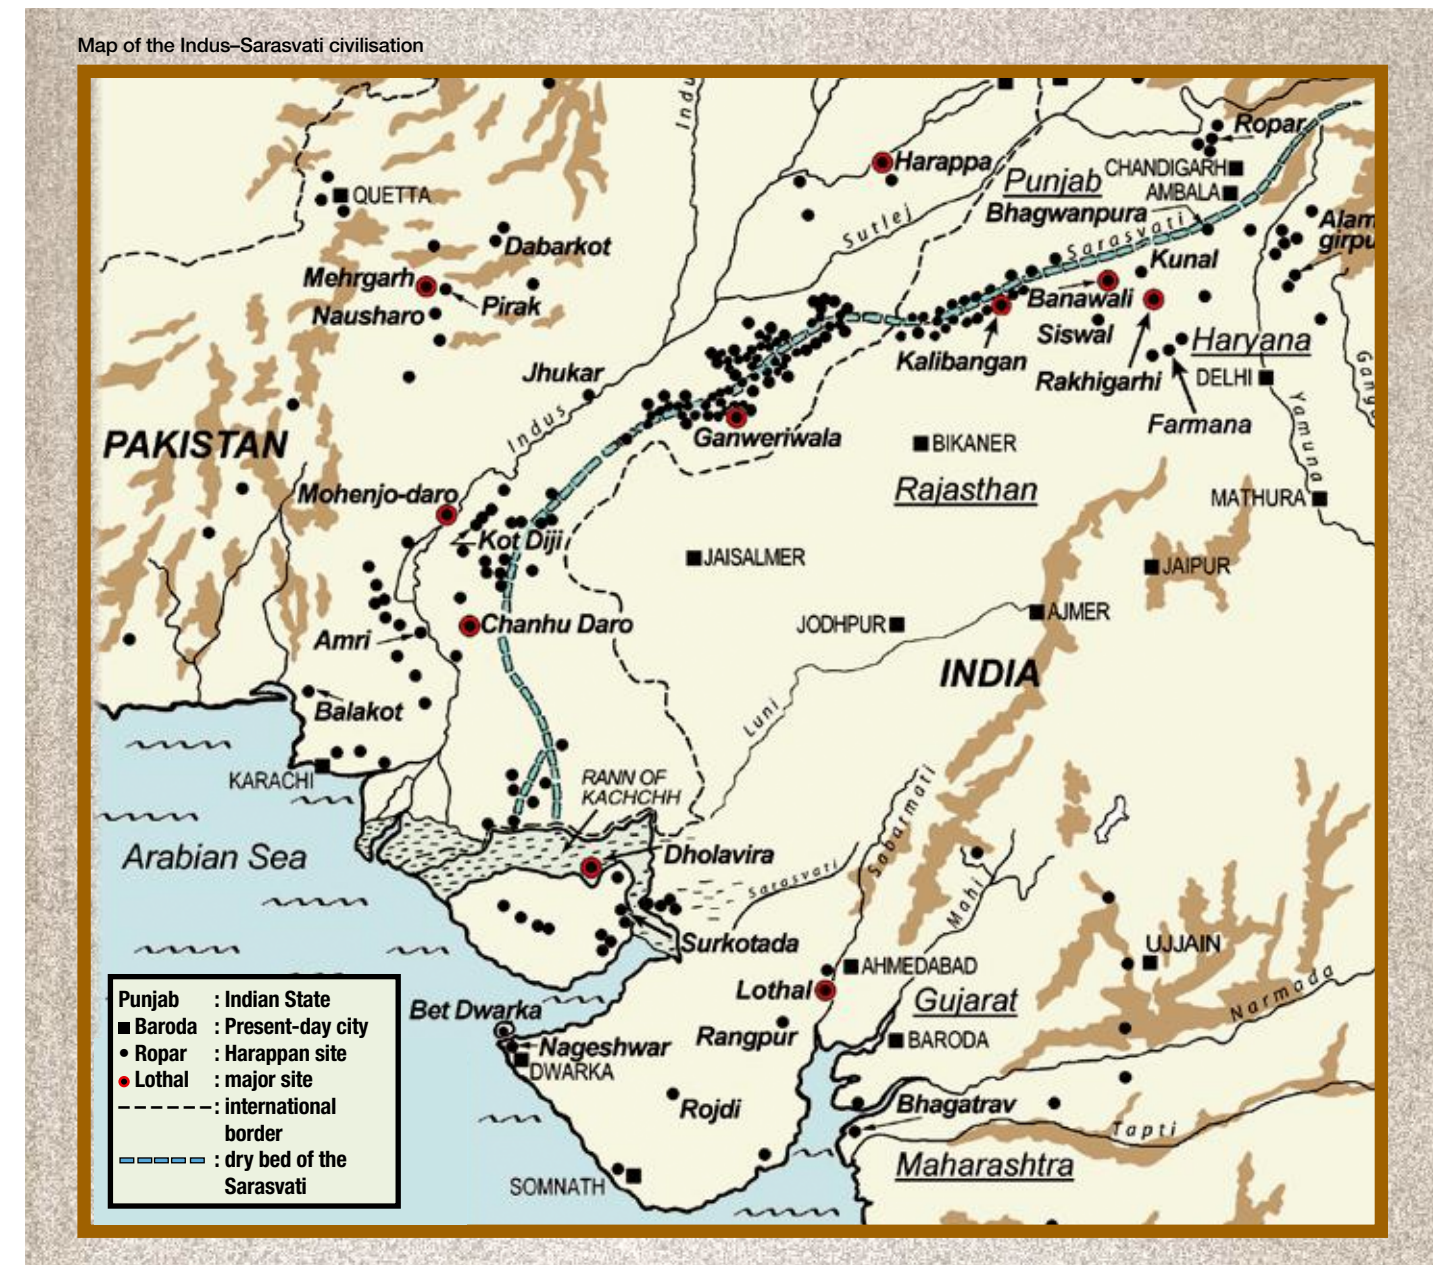 Map of the Indus–Sarasvati civilisation
Indu
Ropar
Harappa
CHANDIGARH
Punjab
AMBALA
QUETTA
Bhagwanpura
Sutlej
Sarasvati
Alam
girpu
Dabarkot
Kunal
Mehrgarh
Pirak
Banawali
Nausharo
Siswal
Haryana
Kalibangan
Jhukar
Rakhigarhi
DELHI
Gang
Indus
Yamuna
Farmana
PAKISTAN
Ganweriwala
BIKANER
Mohenjo-daro
Rajasthan
MATHURA
Kot Diji
JAISALMER
JAIPUR
Chanhu Daro
JODHPUR
AJMER
Amri
INDIA
Balakot
Luni
KARACHI
RANN OF
KACHCHH
Sabarmati
Arabian Sea
Dholavira
Sarasvati
Mahi
Surkotada
UJJAIN
AHMEDABAD
Lothal
Gujarat
Narmada
Bet Dwarka
Rangpur
BARODA
Nageshwar
DWARKA
Rojdi
Bhagatrav
Tapti
Maharashtra
SOMNATH
Punjab : Indian State
Baroda : Present-day city
Ropar : Harappan site
Lothal : major site
: international
border
: dry bed of the
Sarasvati